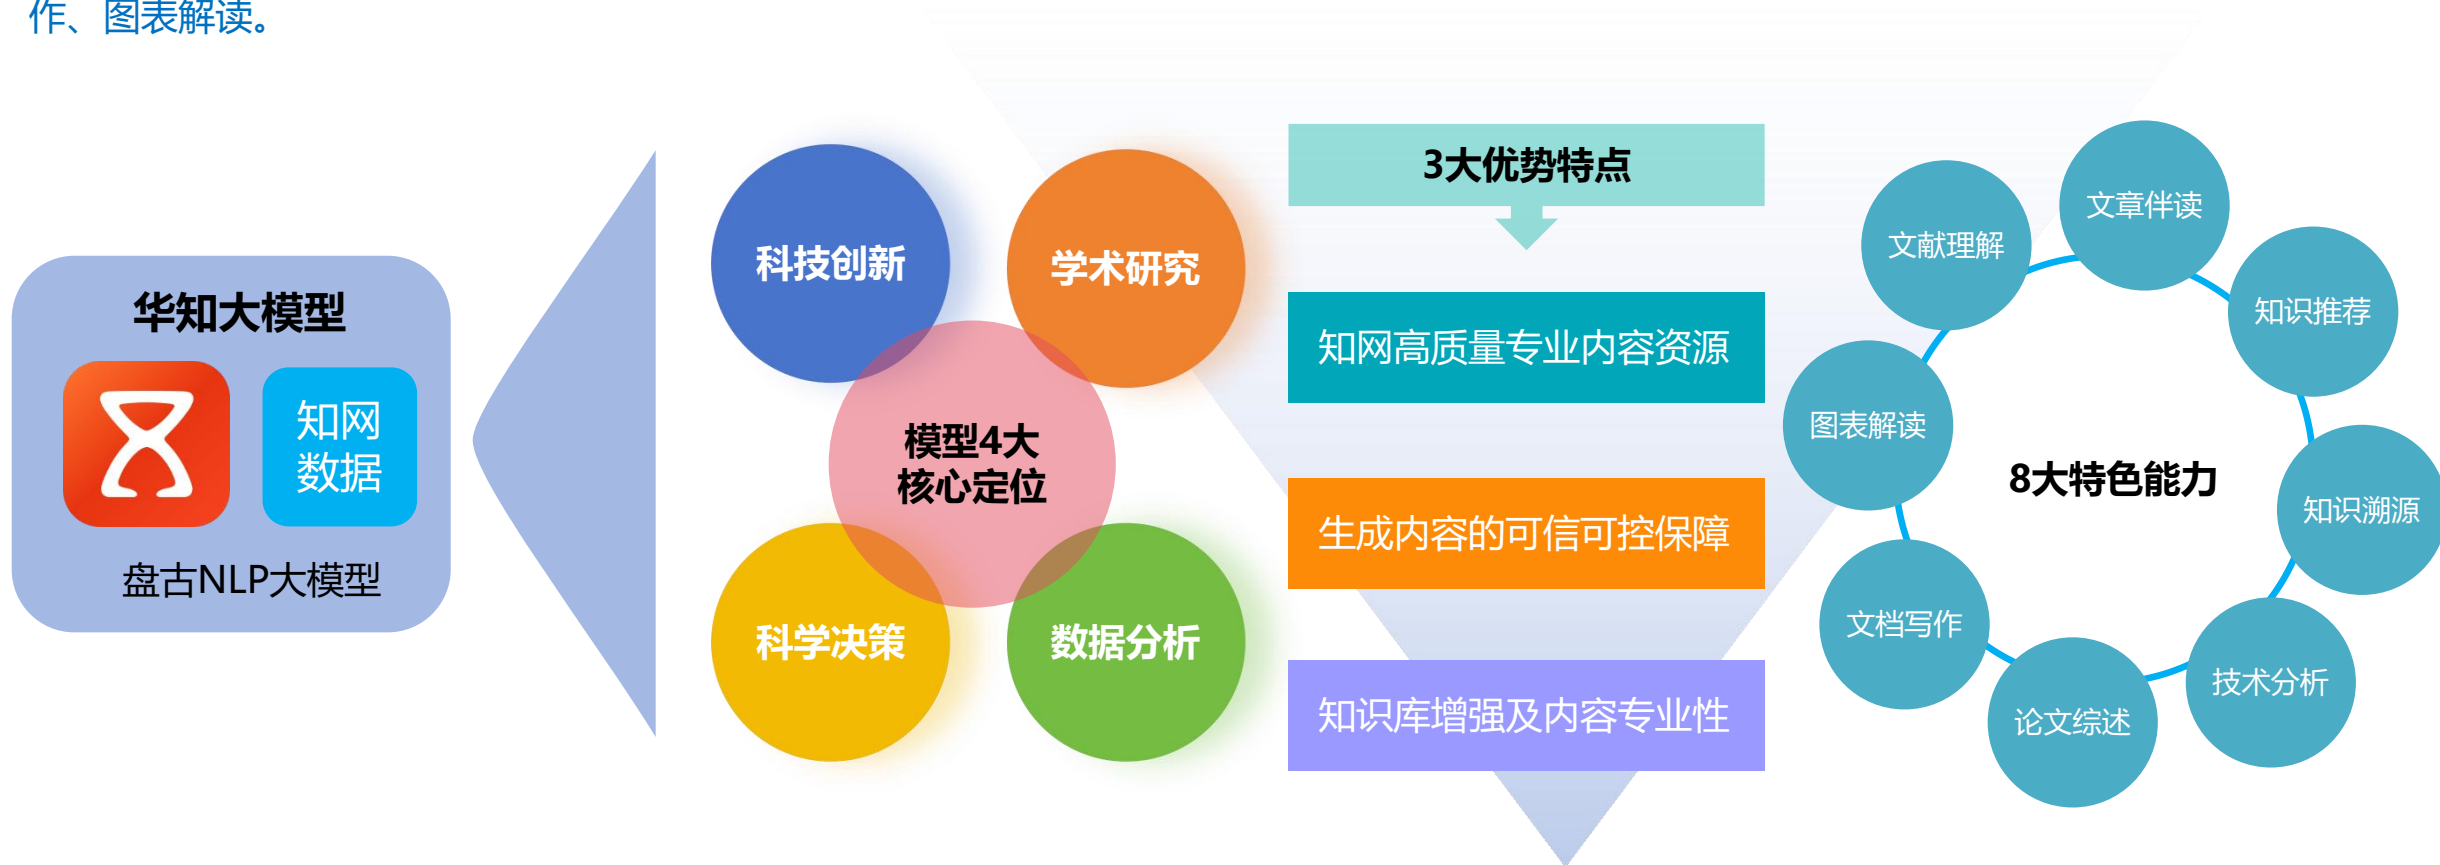 作、图表解读。
华知大模型
知网
数据
盘古NLP大模型
科技创新
学术研究
模型4大
核心定位
科学决策
数据分析
3大优势特点
知网高质量专业内容资源
生成内容的可信可控保障
知识库增强及内容专业性
8大特色能力
文章伴读
知识推荐
知识溯源
技术分析
论文综述
文档写作
图表解读
文献理解